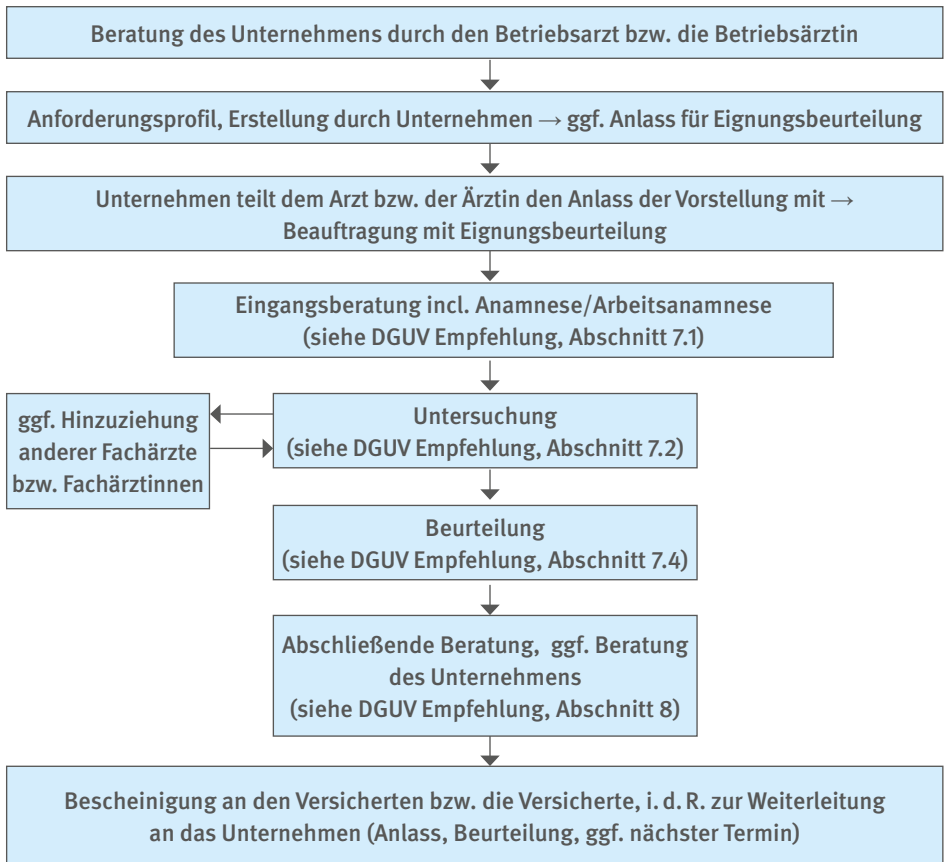 Beratung des Unternehmens durch den Betriebsarzt bzw. die Betriebsärztin
Anforderungsprofil, Erstellung durch Unternehmen → ggf. Anlass für Eignungsbeurteilung
Unternehmen teilt dem Arzt bzw. der Ärztin den Anlass der Vorstellung mit →
Beauftragung mit Eignungsbeurteilung
Eingangsberatung incl. Anamnese/Arbeitsanamnese
(siehe DGUV Empfehlung, Abschnitt 7.1)
ggf. Hinzuziehung
anderer Fachärzte
bzw. Fachärztinnen
Untersuchung
(siehe DGUV Empfehlung, Abschnitt 7.2)
Beurteilung
(siehe DGUV Empfehlung, Abschnitt 7.4)
Abschließende Beratung, ggf. Beratung
des Unternehmens
(siehe DGUV Empfehlung, Abschnitt 8)
Bescheinigung an den Versicherten bzw. die Versicherte, i. d. R. zur Weiterleitung
an das Unternehmen (Anlass, Beurteilung, ggf. nächster Termin)